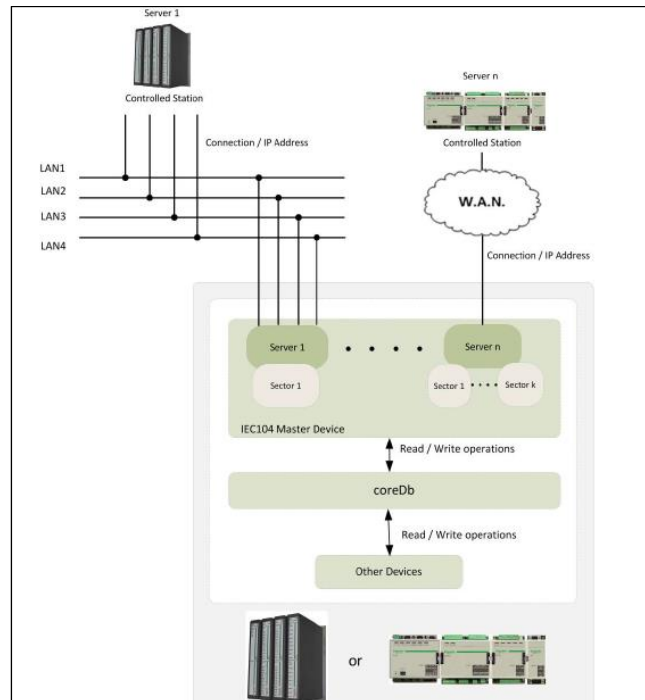 Server 1
Controlled Station
Server n
Controlled Station
Connection / IP Address
LAN1
LAN2
LAN3
LAN4
W.A.N.
Connection / IP Address
Server 1
• • • •
Server n
Sector 1
Sector 1 • • • • Sector k
IEC104 Master Device
Read / Write operations
coreDb
Read / Write operations
Other Devices
or